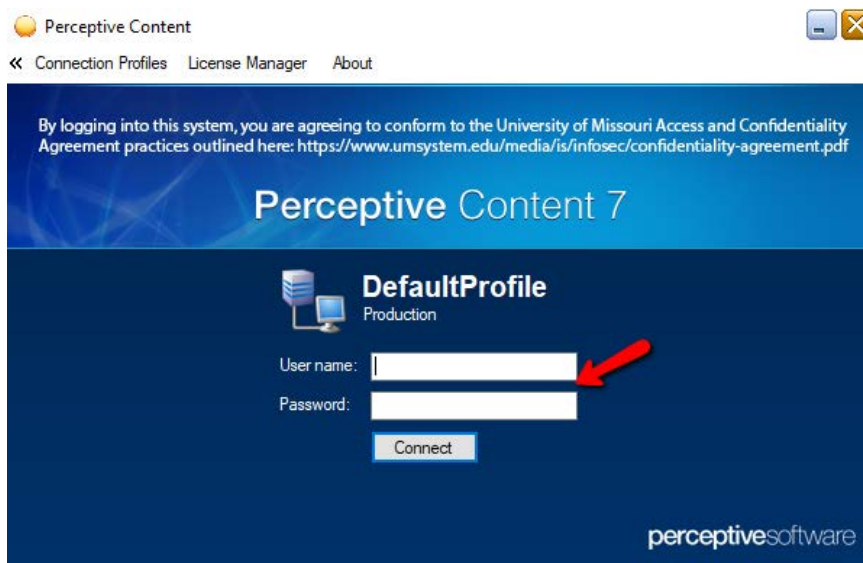 Perceptive Content
« Connection Profiles License Manager About
By logging into this system, you are agreeing to conform to the University of Missouri Access and Confidentiality
Agreement practices outlined here: https://www.umsystem.edu/media/is/infosec/confidentiality-agreement.pdf
Perceptive Content 7
DefaultProfile
Production
User name:
Password:
Connect
perceptivesoftware